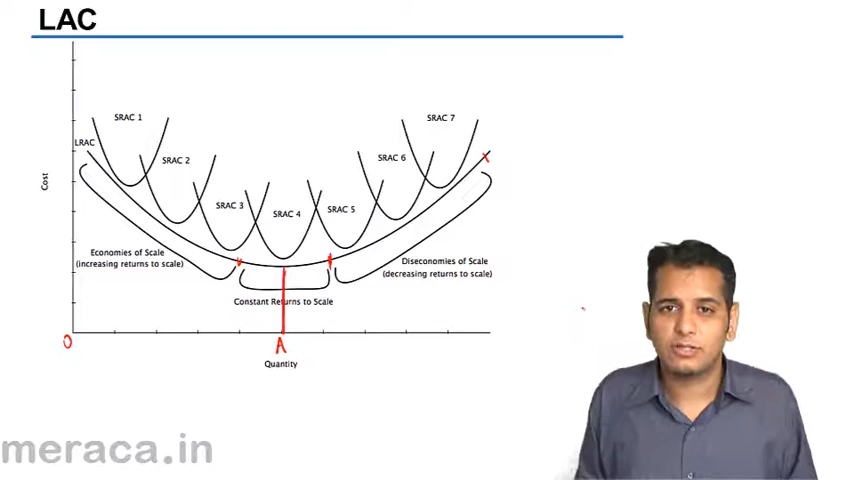 LAC
SRAC 1
SRAC 7
LRAC
SRAC 2
SRAC 6
Cost
SRAC 3
SRAC 4
SRAC 5
Economies of Scale
(increasing returns to scale)
Diseconomies of Scale
(decreasing returns to scale)
Constant Returns to Scale
O
A
Quantity
meraca.in